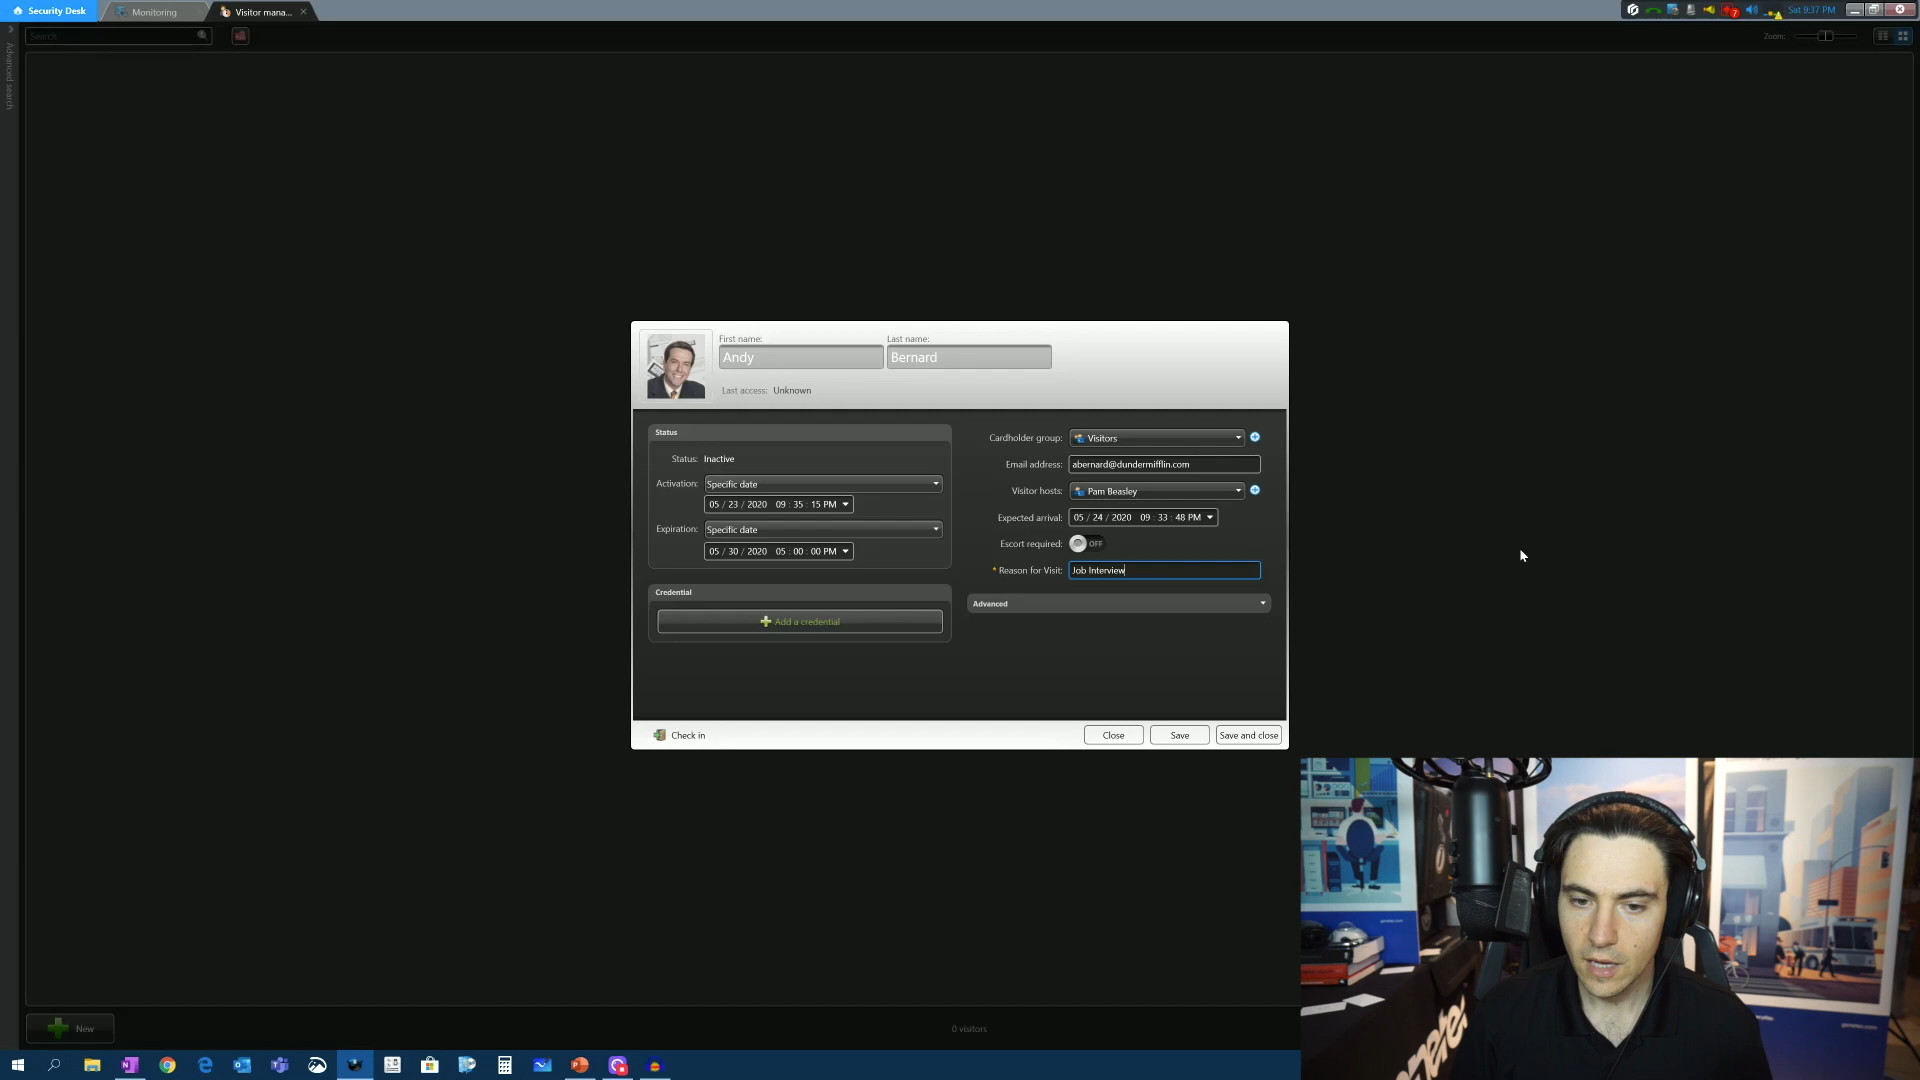 Security Desk
Monitoring
Visitor mana...
7
Sat 9:37 PM
Search
Zoom:
Advanced search
First name:
Last name:
Andy
Bernard
Last access: Unknown
Status
Status: Inactive
Activation: Specific date
05 / 23 / 2020 09 : 35 : 15 PM
Expiration: Specific date
05 / 30 / 2020 05 : 00 : 00 PM
Credential
Add a credential
Cardholder group: Visitors
Email address: abernard@dundermifflin.com
Visitor hosts: Pam Beasley
Expected arrival: 05 / 24 / 2020 09 : 33 : 48 PM
Escort required: OFF
* Reason for Visit: Job Interview
Advanced
Check in
Close
Save
Save and close
New
0 visitors